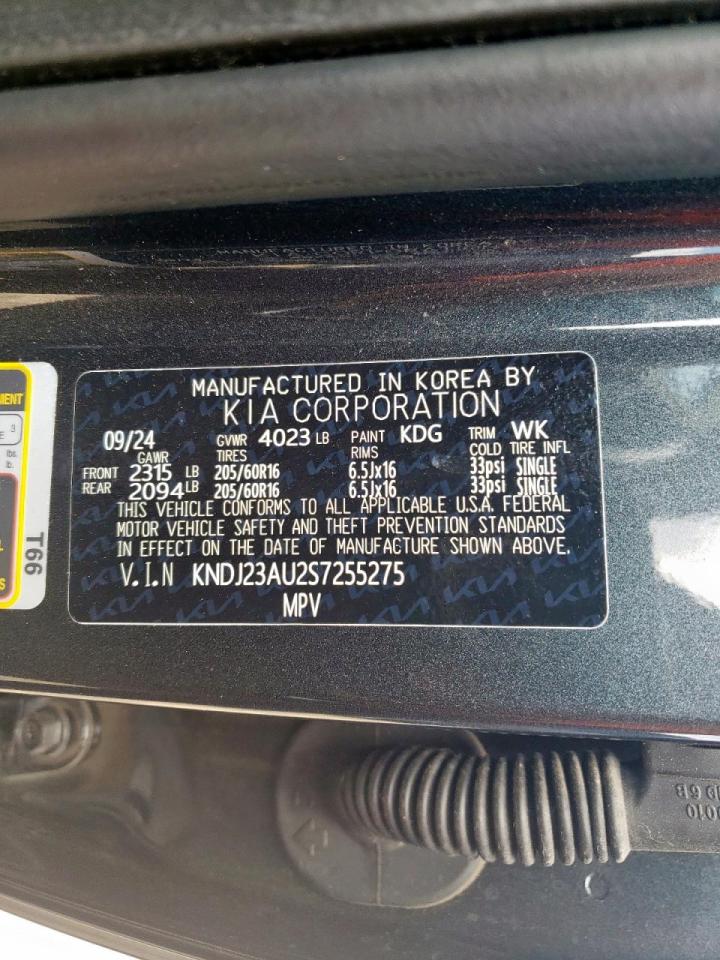 MANUFACTURED IN KOREA BY
KIA CORPORATION
09/24 GVWR 4023 LB PAINT KDG TRIM WK
GAWR TIRES RIMS COLD TIRE INFL
FRONT 2315 LB 205/60R16 6.5Jx16 33psi SINGLE
REAR 2094 LB 205/60R16 6.5Jx16 33psi SINGLE
THIS VEHICLE CONFORMS TO ALL APPLICABLE U.S.A. FEDERAL
MOTOR VEHICLE SAFETY AND THEFT PREVENTION STANDARDS
IN EFFECT ON THE DATE OF MANUFACTURE SHOWN ABOVE.
V.I.N KNDJ23AU2S7255275
MPV
T66
3
lbs.
lb.